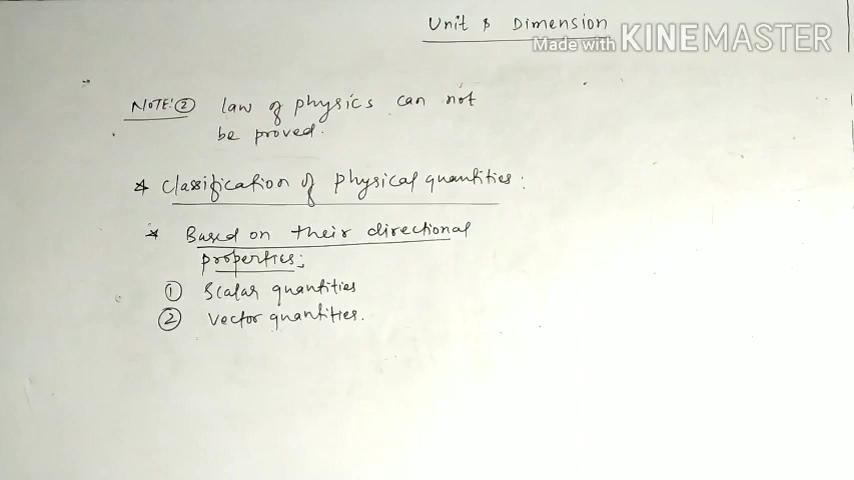 Unit & Dimension
Made with KINEMASTER
NOTE:② Law of physics can not
be proved.
* Classification of physical quantities:
* Based on their directional
properties:
① Scalar quantities
② Vector quantities.